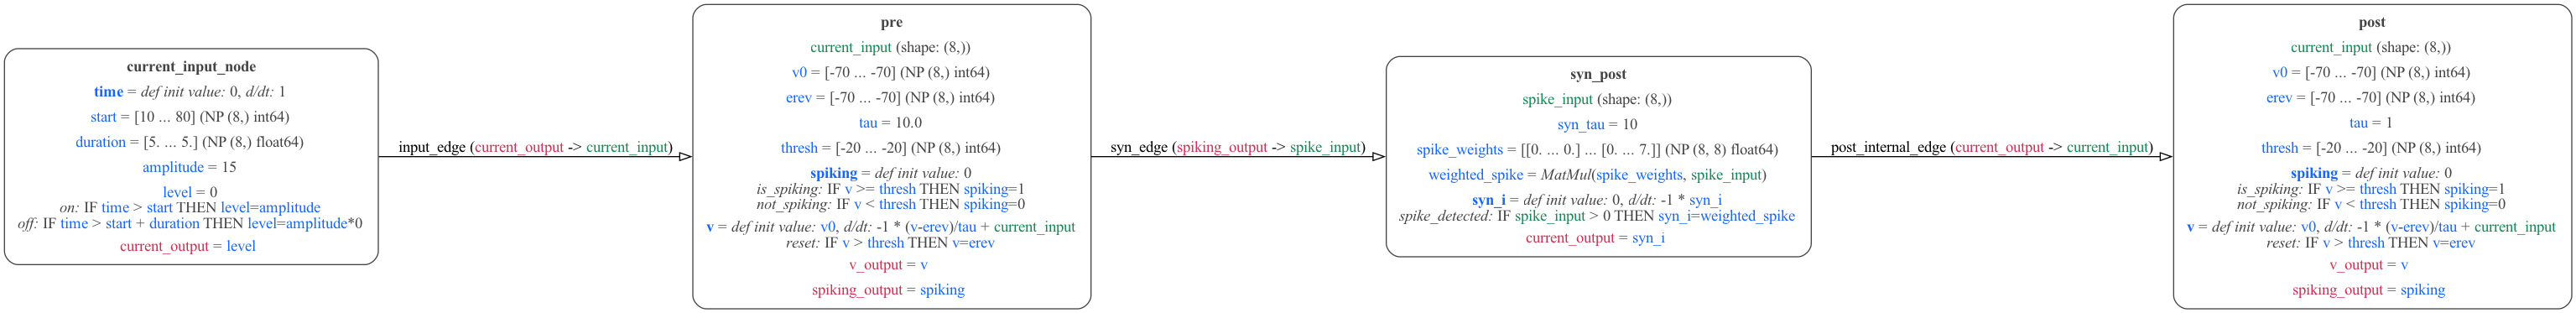 current_input_node
time = def init value: 0, d/dt: 1
start = [10 ... 80] (NP (8,) int64)
duration = [5. ... 5.] (NP (8,) float64)
amplitude = 15
level = 0
on: IF time > start THEN level=amplitude
off: IF time > start + duration THEN level=amplitude*0
current_output = level
input_edge (current_output -> current_input)
pre
current_input (shape: (8,))
v0 = [-70 ... -70] (NP (8,) int64)
erev = [-70 ... -70] (NP (8,) int64)
tau = 10.0
thresh = [-20 ... -20] (NP (8,) int64)
spiking = def init value: 0
is_spiking: IF v >= thresh THEN spiking=1
not_spiking: IF v < thresh THEN spiking=0
v = def init value: v0, d/dt: -1 * (v-erev)/tau + current_input
reset: IF v > thresh THEN v=erev
v_output = v
spiking_output = spiking
syn_edge (spiking_output -> spike_input)
syn_post
spike_input (shape: (8,))
syn_tau = 10
spike_weights = [[0. ... 0.] ... [0. ... 7.]] (NP (8, 8) float64)
weighted_spike = MatMul(spike_weights, spike_input)
syn_i = def init value: 0, d/dt: -1 * syn_i
spike_detected: IF spike_input > 0 THEN syn_i=weighted_spike
current_output = syn_i
post_internal_edge (current_output -> current_input)
post
current_input (shape: (8,))
v0 = [-70 ... -70] (NP (8,) int64)
erev = [-70 ... -70] (NP (8,) int64)
tau = 1
thresh = [-20 ... -20] (NP (8,) int64)
spiking = def init value: 0
is_spiking: IF v >= thresh THEN spiking=1
not_spiking: IF v < thresh THEN spiking=0
v = def init value: v0, d/dt: -1 * (v-erev)/tau + current_input
reset: IF v > thresh THEN v=erev
v_output = v
spiking_output = spiking